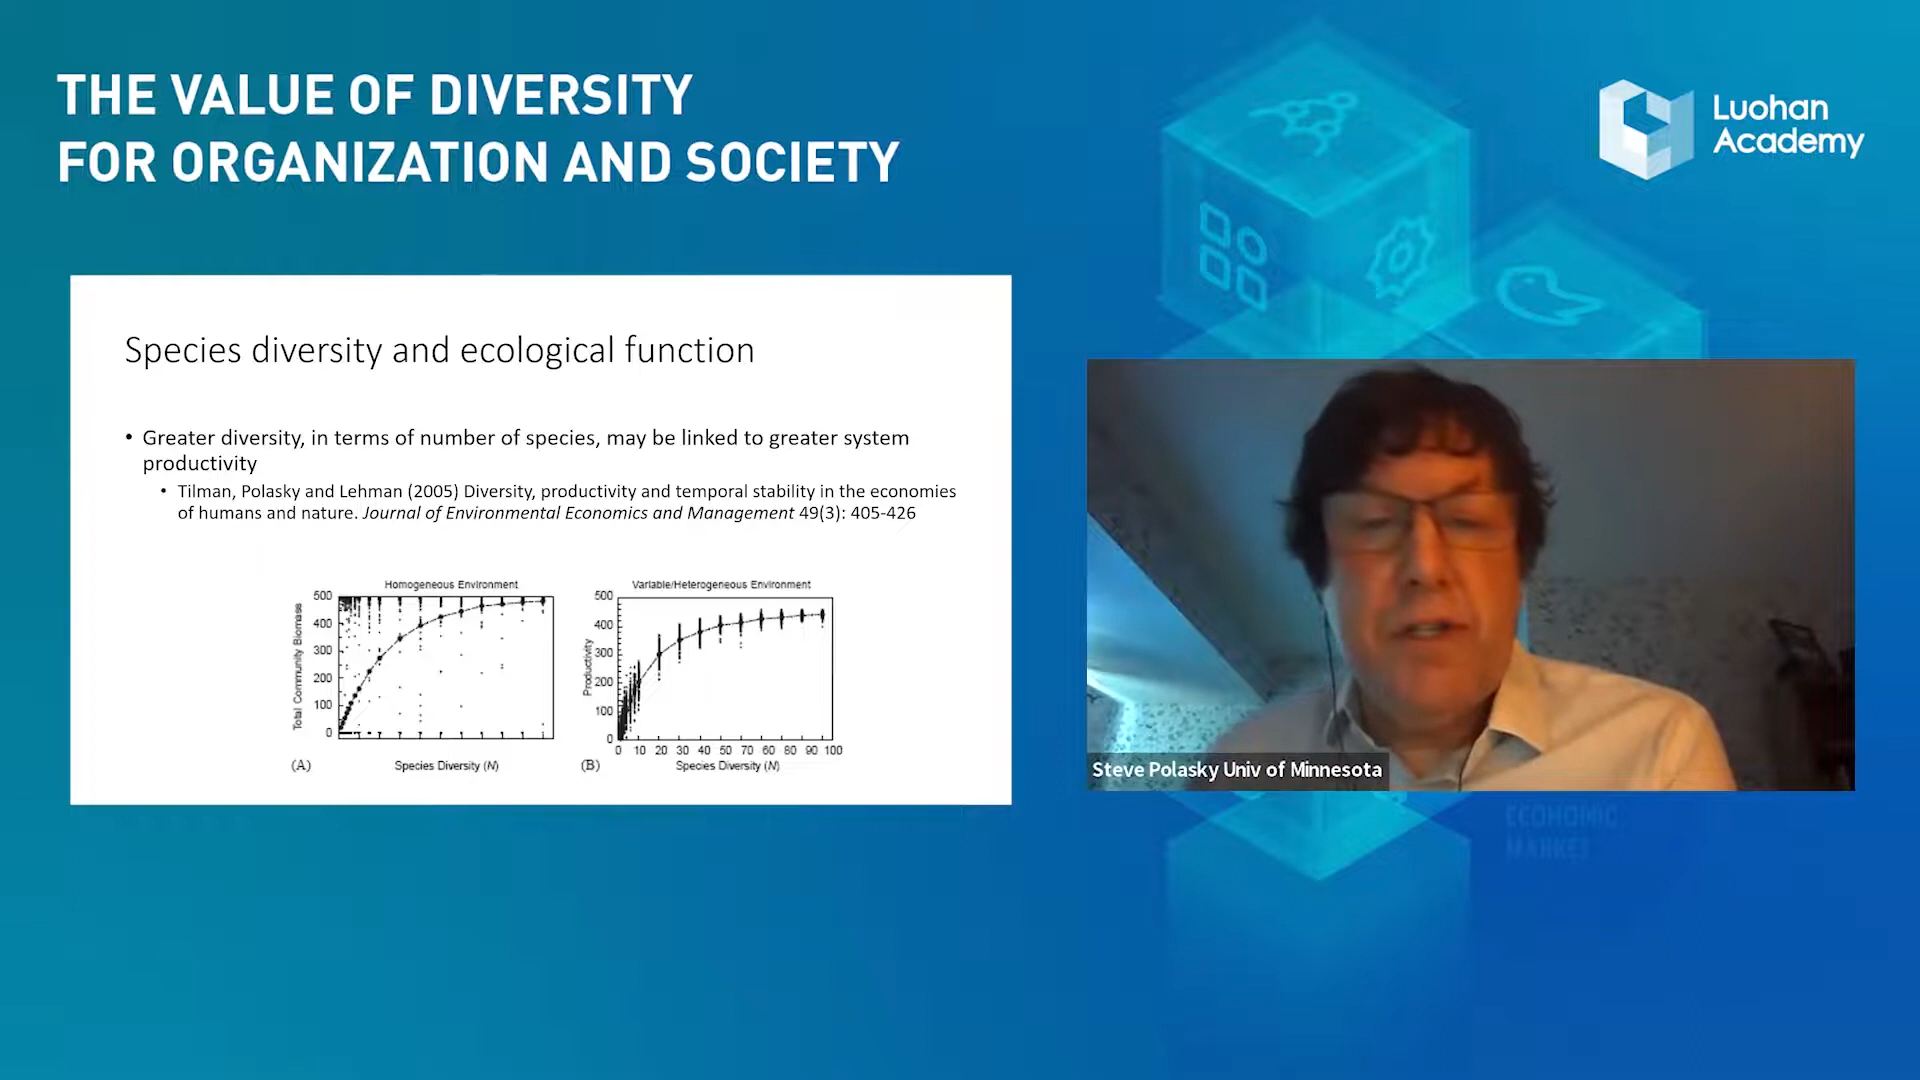 THE VALUE OF DIVERSITY
FOR ORGANIZATION AND SOCIETY
Luohan
Academy
Species diversity and ecological function
• Greater diversity, in terms of number of species, may be linked to greater system
productivity
• Tilman, Polasky and Lehman (2005) Diversity, productivity and temporal stability in the economies
of humans and nature. Journal of Environmental Economics and Management 49(3): 405-426
Homogeneous Environment
Total Community Biomass
500
400
300
200
100
0
(A)
Species Diversity (N)
Variable/Heterogeneous Environment
Productivity
500
400
300
200
100
0
0 10 20 30 40 50 60 70 80 90 100
(B)
Species Diversity (N)
Steve Polasky Univ of Minnesota
ECONOMIC
MARKET